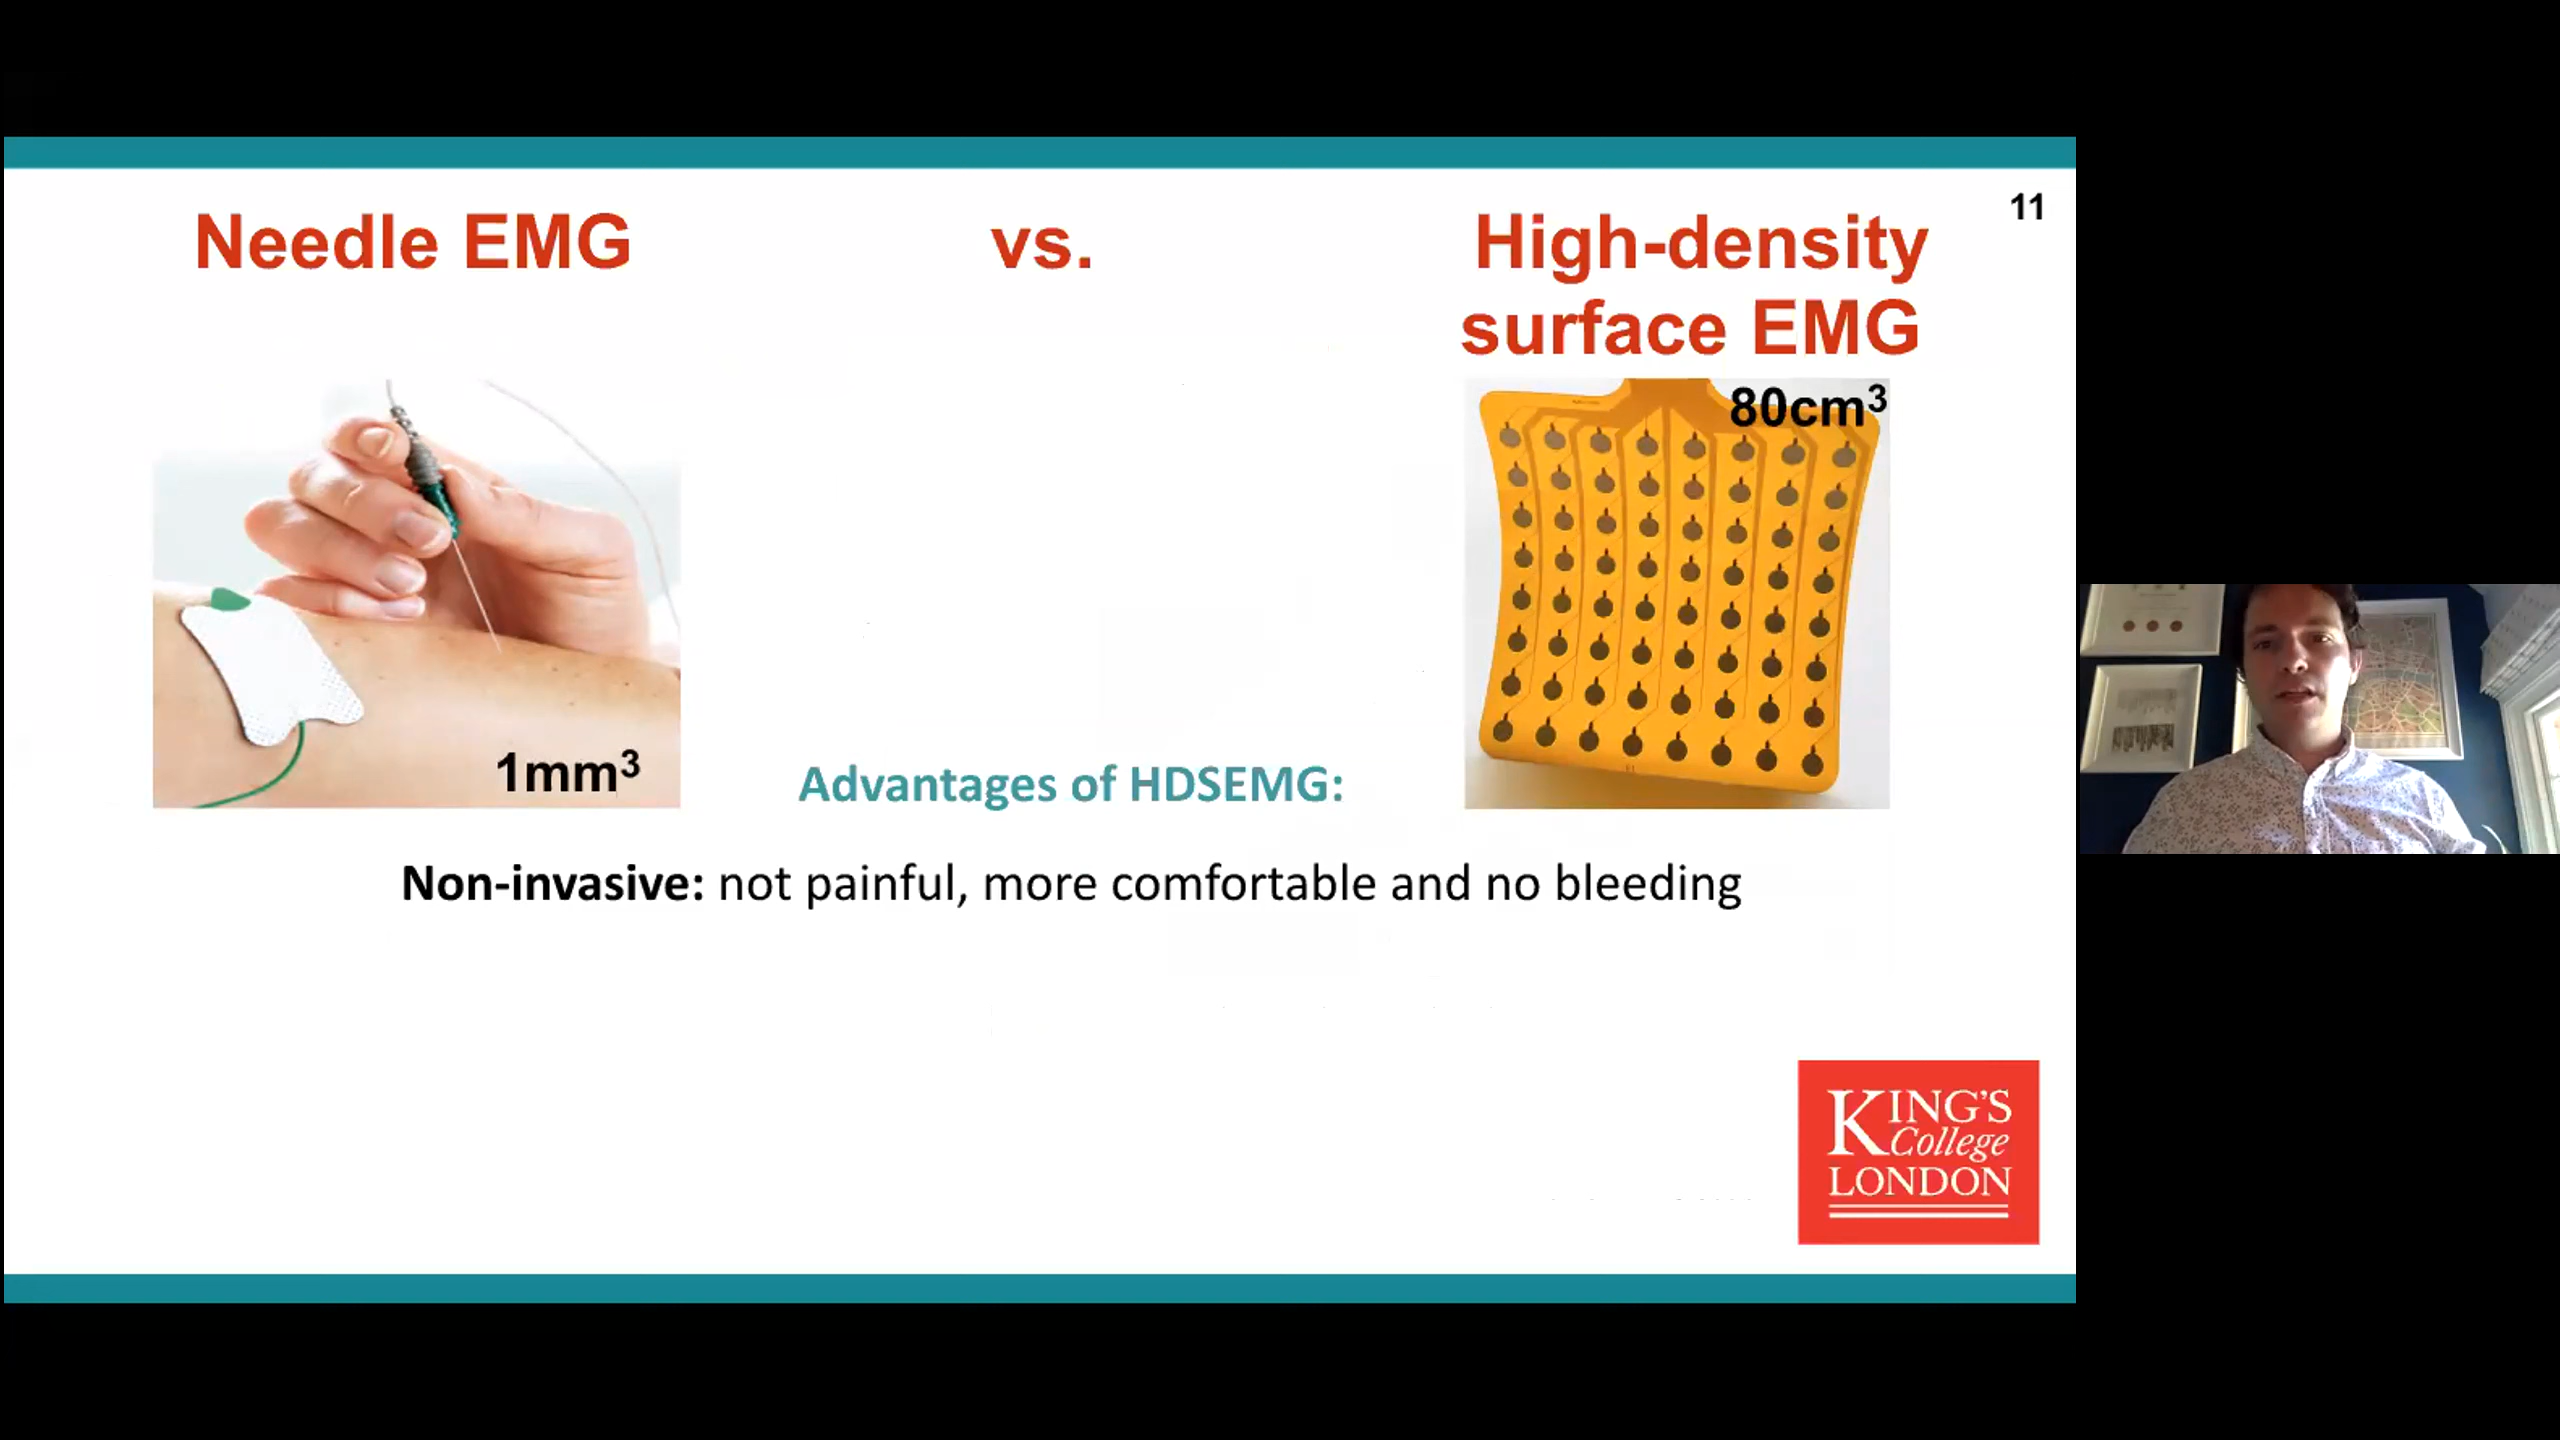 11
Needle EMG vs. High-density
surface EMG
80cm³
1mm³
Advantages of HDSEMG:
Non-invasive: not painful, more comfortable and no bleeding
KING'S
College
LONDON